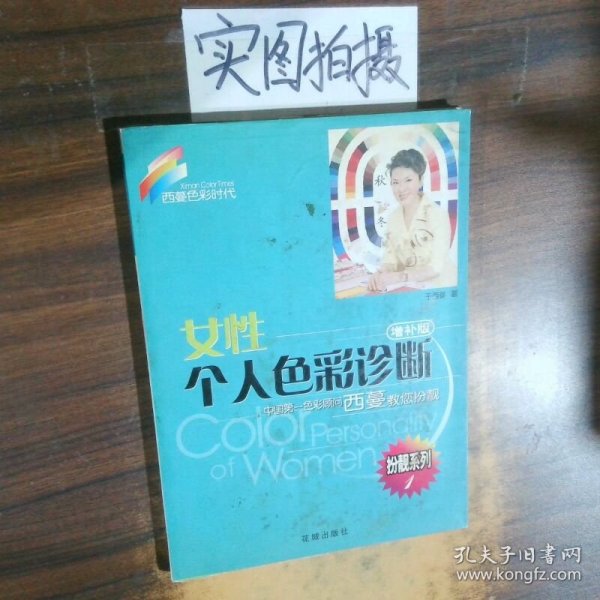 实图拍摄
Ximan Color Times
西蔓色彩时代
秋
冬
于西蔓 著
女性
增补版
个人色彩诊断
中国第一色彩顾问西蔓教您扮靓
Color Personality
of Women
扮靓系列
1
花城出版社
孔夫子旧书网
www.kongfz.com